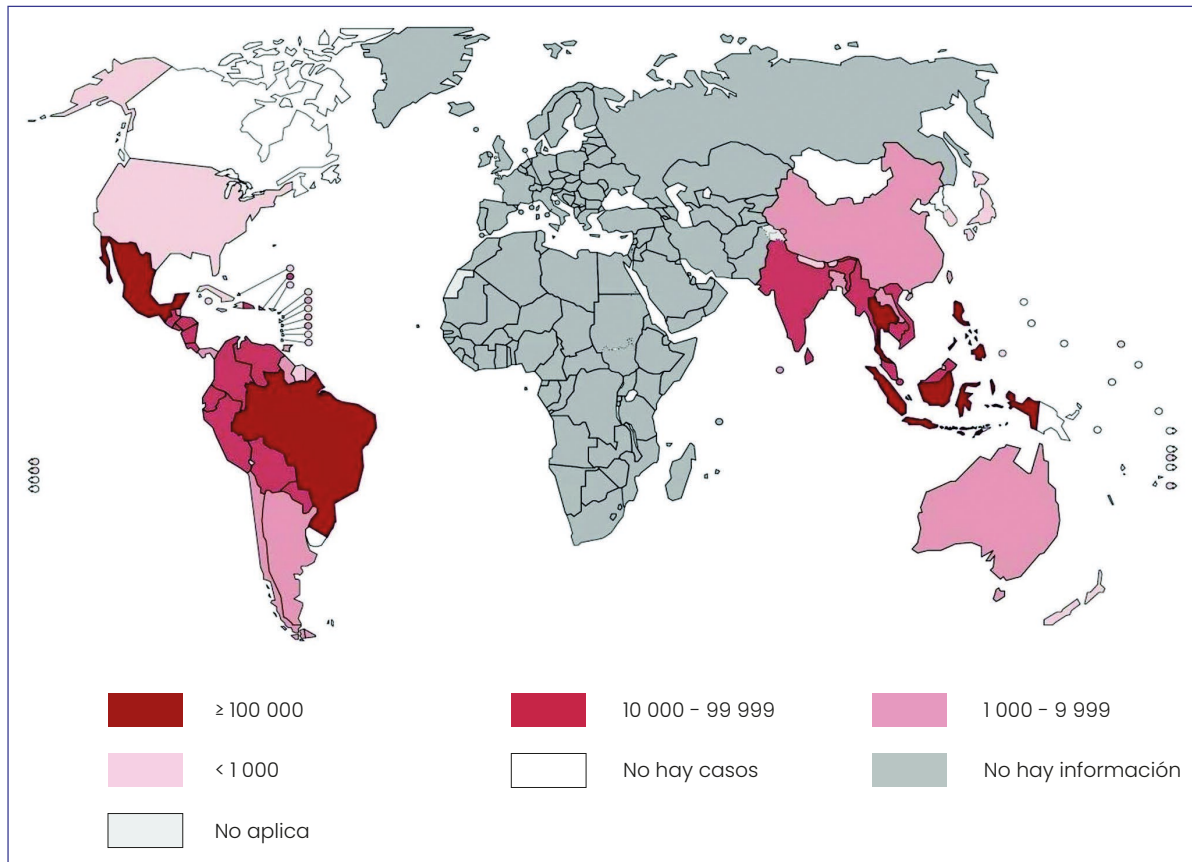 ≥ 100 000
10 000 - 99 999
1 000 - 9 999
< 1 000
No hay casos
No hay información
No aplica